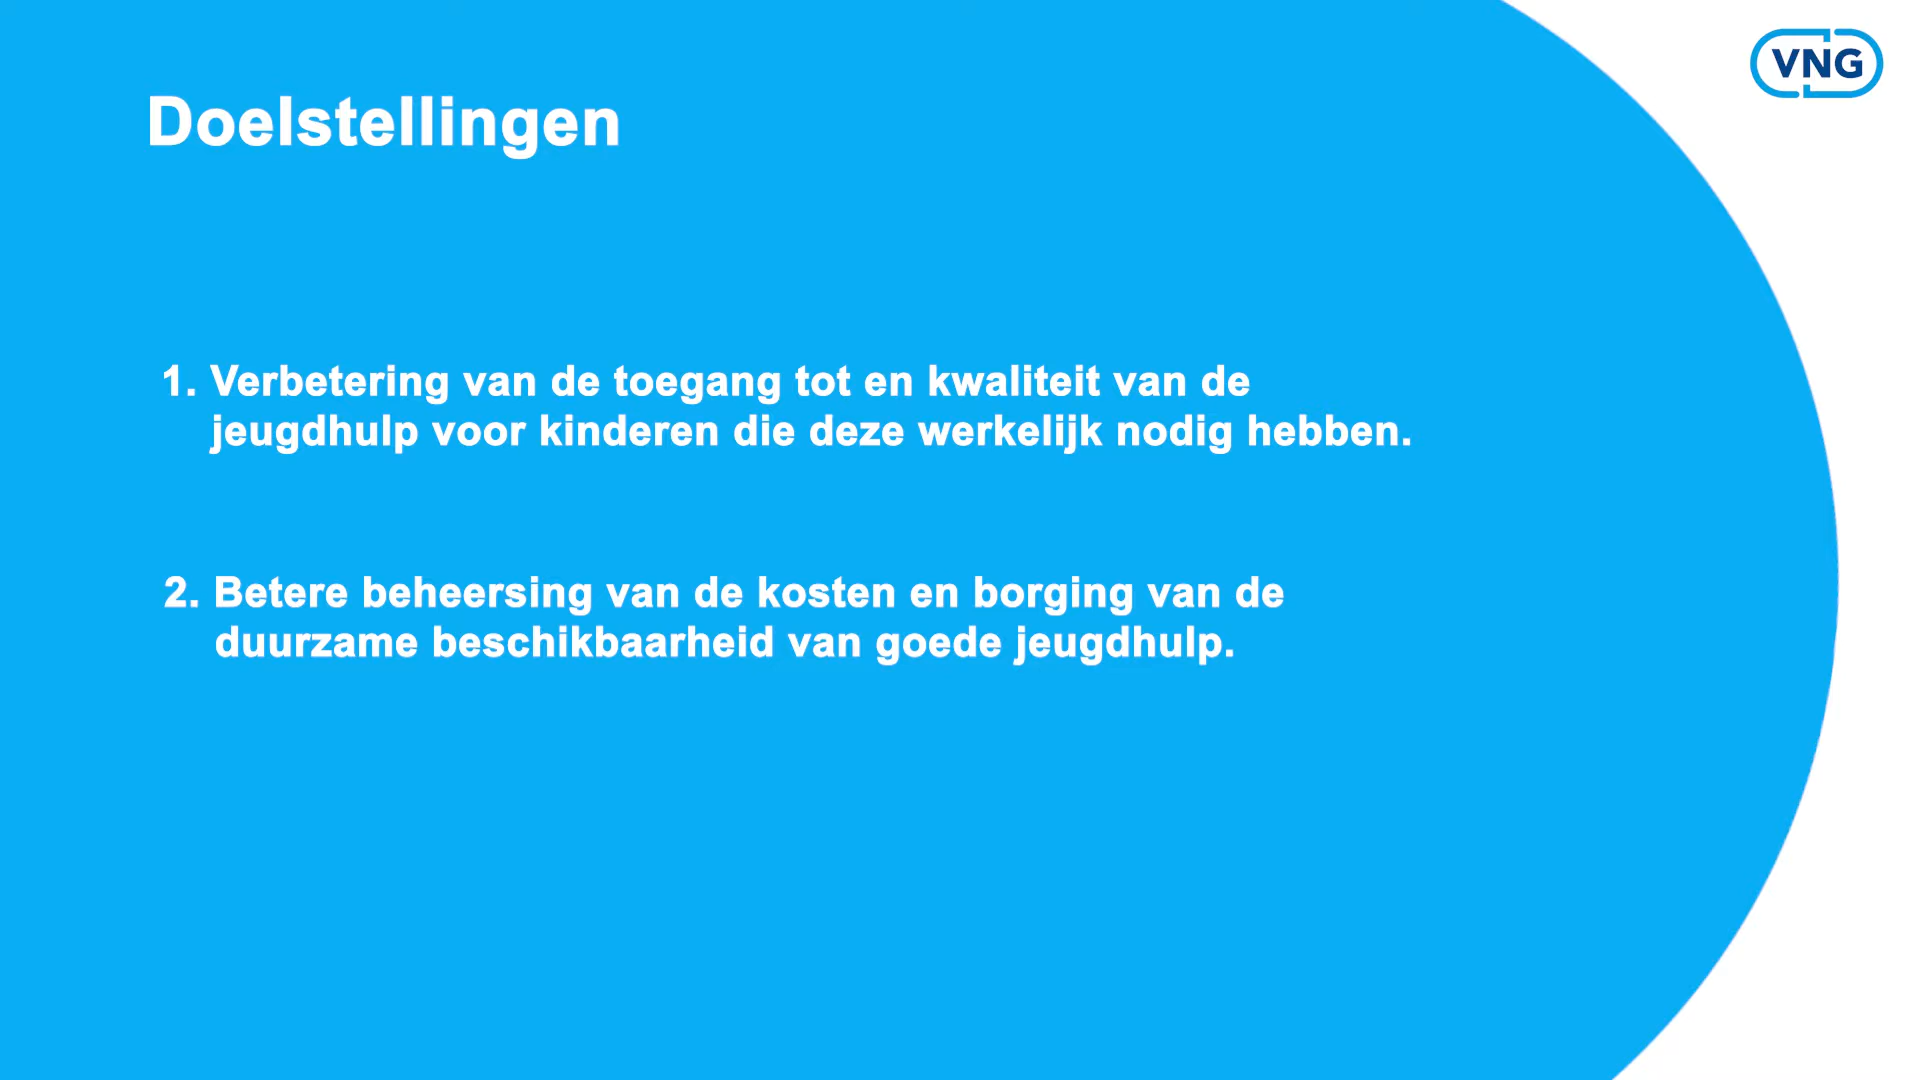 VNG
Doelstellingen
1. Verbetering van de toegang tot en kwaliteit van de
jeugdhulp voor kinderen die deze werkelijk nodig hebben.
2. Betere beheersing van de kosten en borging van de
duurzame beschikbaarheid van goede jeugdhulp.